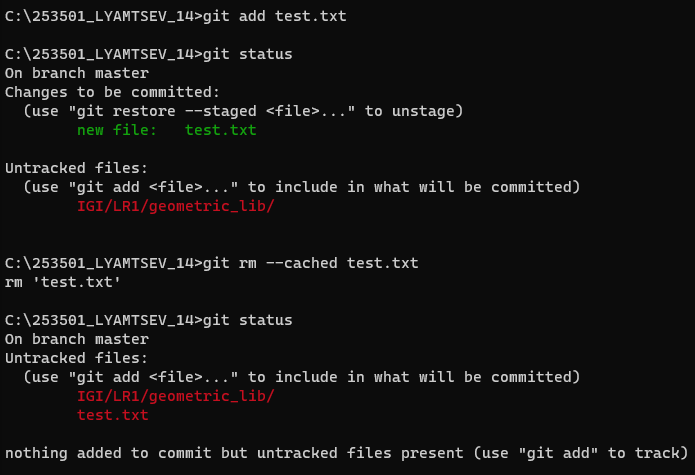 C:\253501_LYAMTSEV_14>git add test.txt
C:\253501_LYAMTSEV_14>git status
On branch master
Changes to be committed:
  (use "git restore --staged <file>..." to unstage)
        new file:   test.txt
Untracked files:
  (use "git add <file>..." to include in what will be committed)
        IGI/LR1/geometric_lib/
C:\253501_LYAMTSEV_14>git rm --cached test.txt
rm 'test.txt'
C:\253501_LYAMTSEV_14>git status
On branch master
Untracked files:
  (use "git add <file>..." to include in what will be committed)
        IGI/LR1/geometric_lib/
        test.txt
nothing added to commit but untracked files present (use "git add" to track)